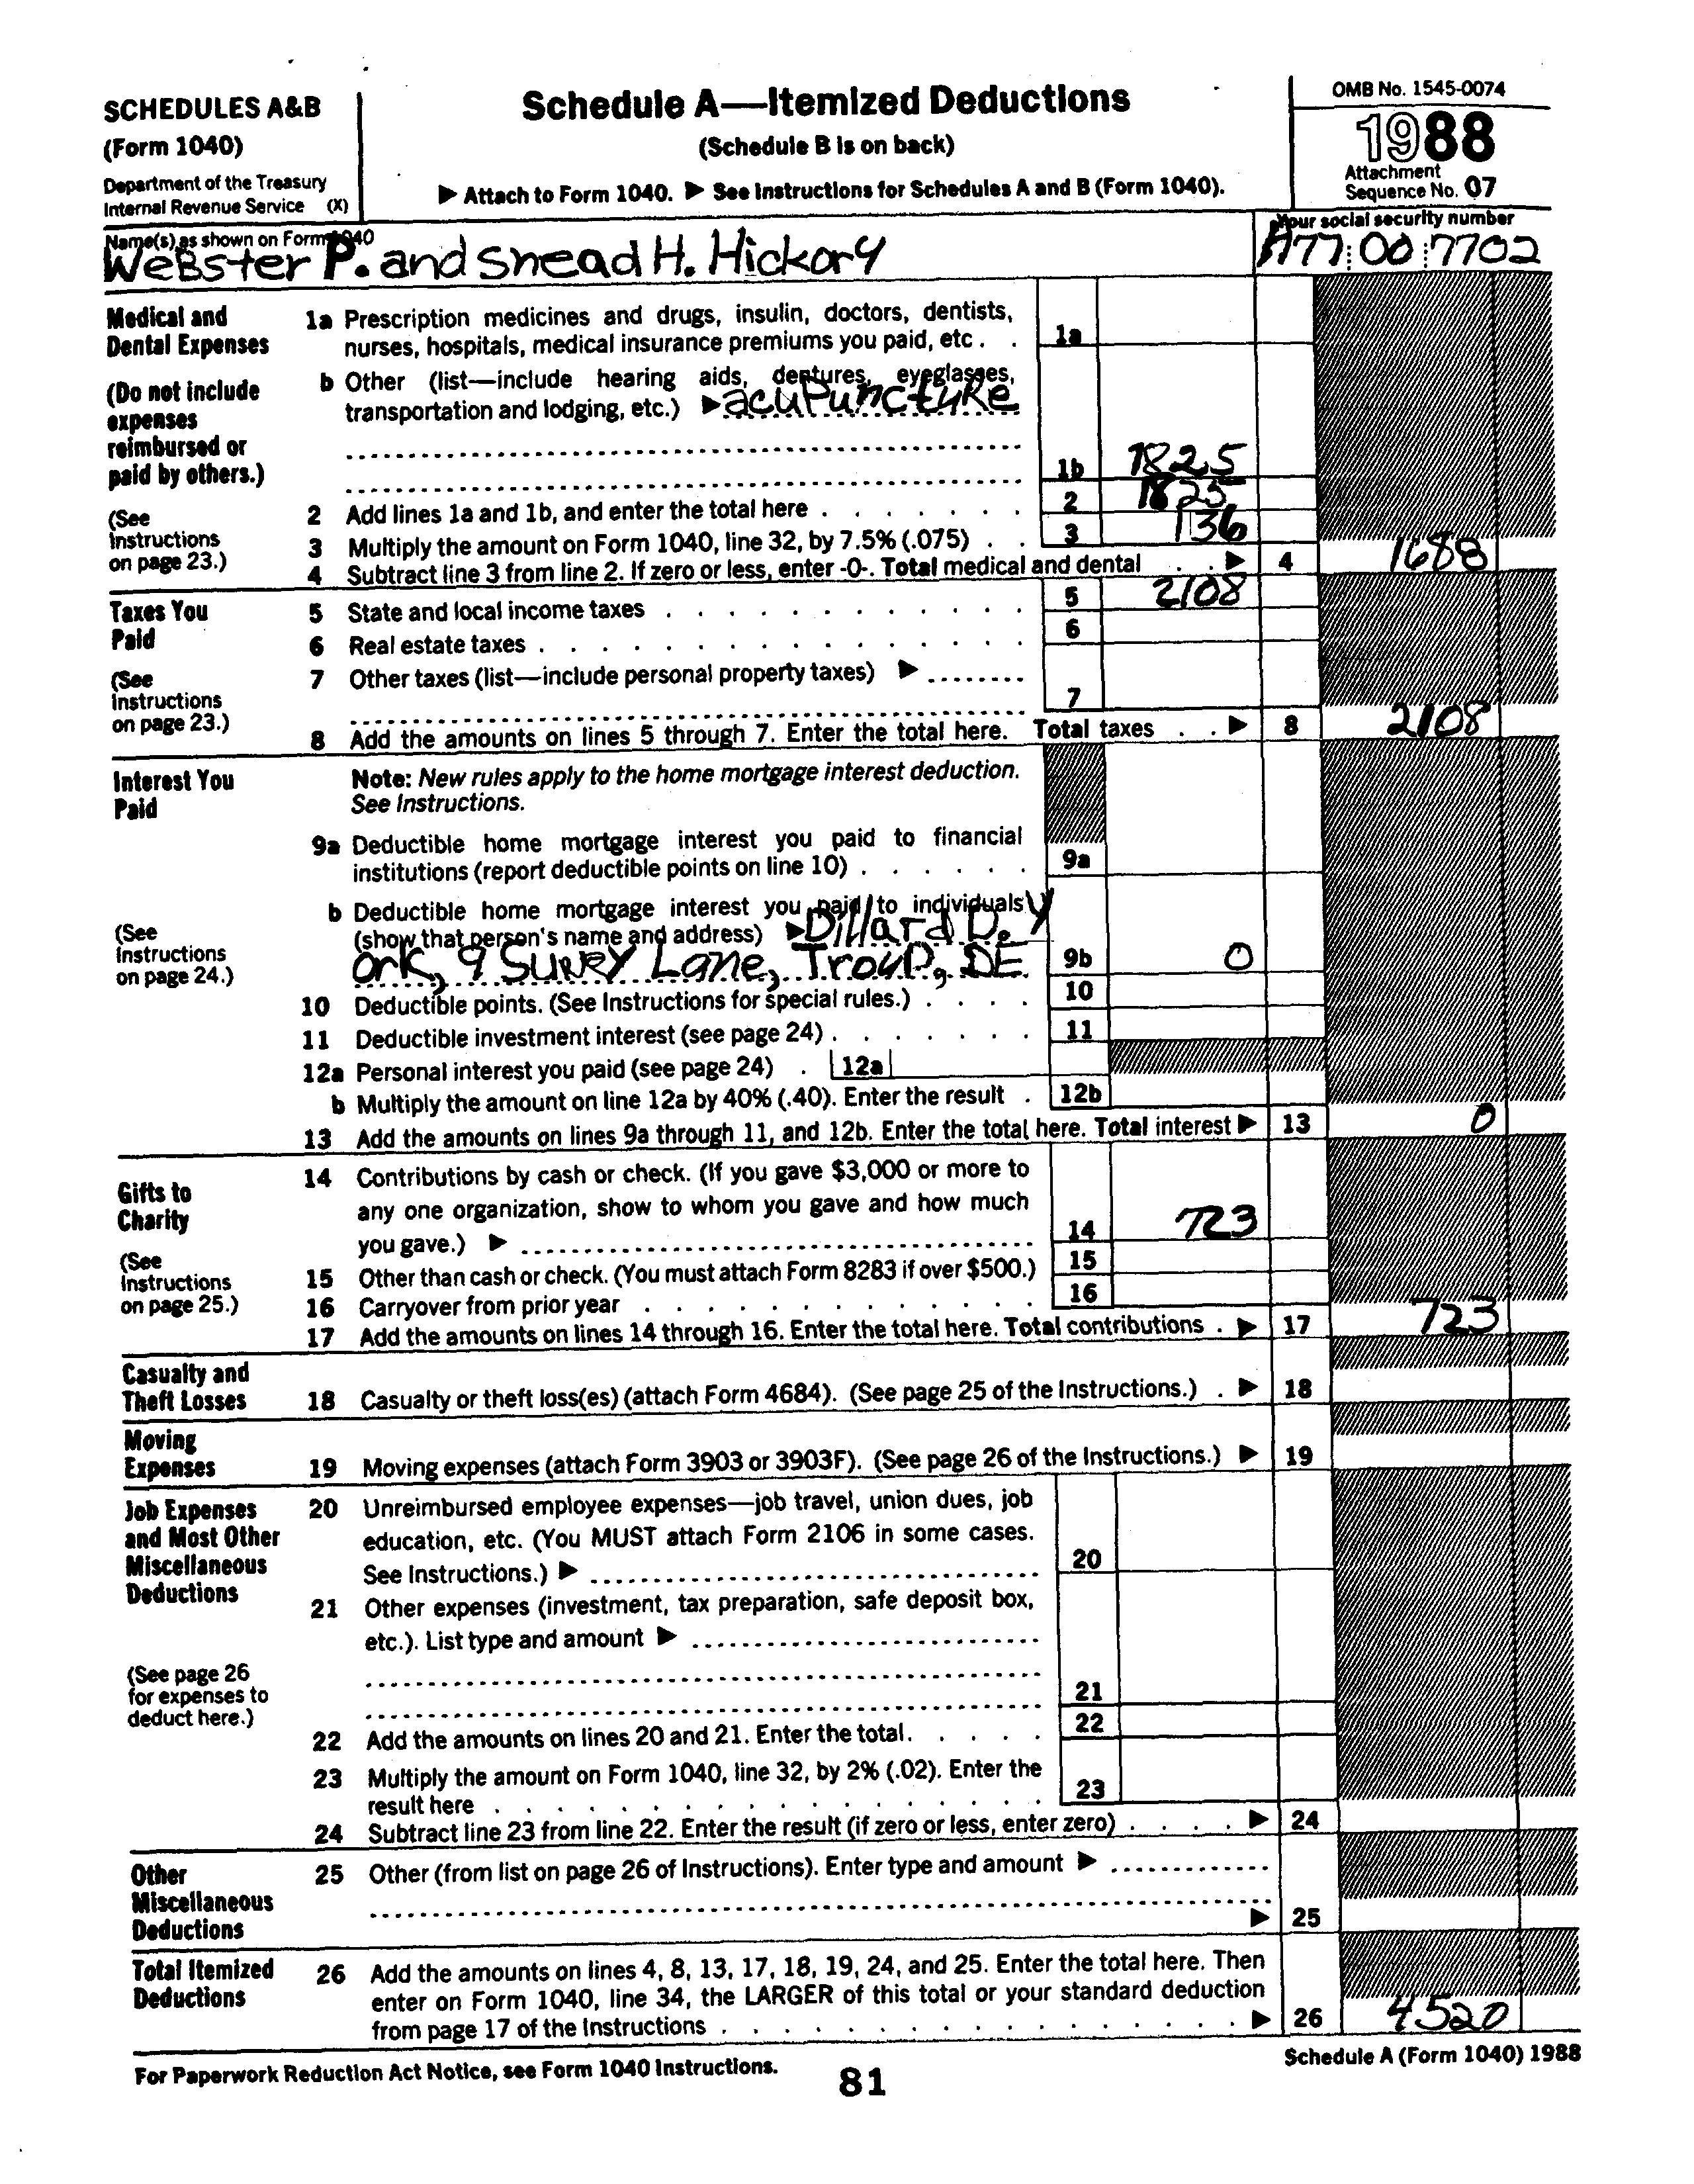 SCHEDULES A&B
(Form 1040)
Department of the Treasury
Internal Revenue Service (X)
Schedule A—Itemized Deductions
(Schedule B is on back)
▶ Attach to Form 1040. ▶ See Instructions for Schedules A and B (Form 1040).
OMB No. 1545-0074
1988
Attachment
Sequence No. 07
Name(s) as shown on Form 1040
Webster P. and Snead H. Hickory
Your social security number
A77 00 7702
Medical and
Dental Expenses
(Do not include
expenses
reimbursed or
paid by others.)
(See
Instructions
on page 23.)
1a Prescription medicines and drugs, insulin, doctors, dentists,
nurses, hospitals, medical insurance premiums you paid, etc . . 1a
b Other (list—include hearing aids, dentures, eyeglasses,
transportation and lodging, etc.) ▶ acupuncture
1b 1825
2 Add lines 1a and 1b, and enter the total here . . . . . . . 2 1825
3 Multiply the amount on Form 1040, line 32, by 7.5% (.075) . . 3 136
4 Subtract line 3 from line 2. If zero or less, enter -0-. Total medical and dental . . ▶ 4 1688
Taxes You
Paid
(See
Instructions
on page 23.)
5 State and local income taxes . . . . . . . . . . . . 5 2108
6 Real estate taxes . . . . . . . . . . . . . . . . 6
7 Other taxes (list—include personal property taxes) ▶ ........
7
8 Add the amounts on lines 5 through 7. Enter the total here. Total taxes . . ▶ 8 2108
Interest You
Paid
(See
Instructions
on page 24.)
Note: New rules apply to the home mortgage interest deduction.
See Instructions.
9a Deductible home mortgage interest you paid to financial
institutions (report deductible points on line 10) . . . . . . 9a
b Deductible home mortgage interest you paid to individuals
(show that person's name and address) ▶ Dillard D. Y
ork, 9 Surrey Lane, Troup, DE 9b 0
10 Deductible points. (See Instructions for special rules.) . . . . 10
11 Deductible investment interest (see page 24) . . . . . . . 11
12a Personal interest you paid (see page 24) . 12a
b Multiply the amount on line 12a by 40% (.40). Enter the result . 12b
13 Add the amounts on lines 9a through 11, and 12b. Enter the total here. Total interest ▶ 13 0
Gifts to
Charity
(See
Instructions
on page 25.)
14 Contributions by cash or check. (If you gave $3,000 or more to
any one organization, show to whom you gave and how much
you gave.) ▶ 14 723
15 Other than cash or check. (You must attach Form 8283 if over $500.) 15
16 Carryover from prior year . . . . . . . . . . . . . 16
17 Add the amounts on lines 14 through 16. Enter the total here. Total contributions . ▶ 17 723
Casualty and
Theft Losses
18 Casualty or theft loss(es) (attach Form 4684). (See page 25 of the Instructions.) . ▶ 18
Moving
Expenses
19 Moving expenses (attach Form 3903 or 3903F). (See page 26 of the Instructions.) ▶ 19
Job Expenses
and Most Other
Miscellaneous
Deductions
(See page 26
for expenses to
deduct here.)
20 Unreimbursed employee expenses—job travel, union dues, job
education, etc. (You MUST attach Form 2106 in some cases.
See Instructions.) ▶ 20
21 Other expenses (investment, tax preparation, safe deposit box,
etc.). List type and amount ▶
21
22 Add the amounts on lines 20 and 21. Enter the total. . . . . 22
23 Multiply the amount on Form 1040, line 32, by 2% (.02). Enter the
result here . . . . . . . . . . . . . . . . . 23
24 Subtract line 23 from line 22. Enter the result (if zero or less, enter zero) . . . . ▶ 24
Other
Miscellaneous
Deductions
25 Other (from list on page 26 of Instructions). Enter type and amount ▶
▶ 25
Total Itemized
Deductions
26 Add the amounts on lines 4, 8, 13, 17, 18, 19, 24, and 25. Enter the total here. Then
enter on Form 1040, line 34, the LARGER of this total or your standard deduction
from page 17 of the Instructions . . . . . . . . . . . . . . . . ▶ 26 4520
For Paperwork Reduction Act Notice, see Form 1040 Instructions.
81
Schedule A (Form 1040) 1988